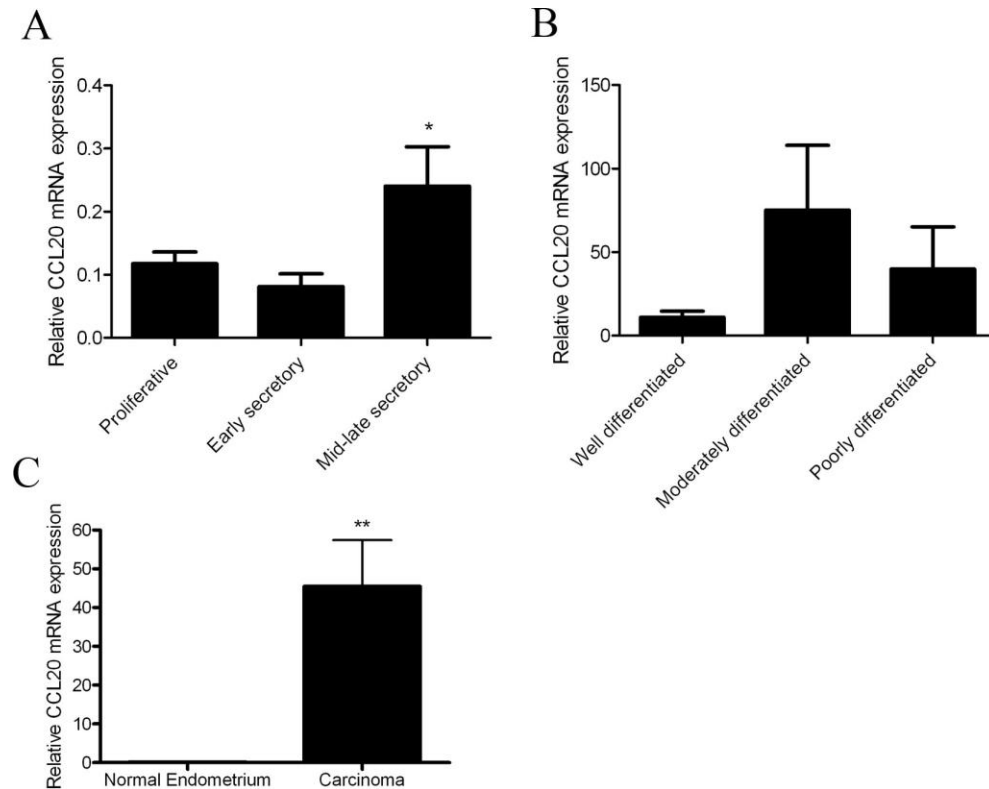 A
Relative CCL20 mRNA expression
0.4
0.3
0.2
0.1
0.0
*
Proliferative
Early secretory
Mid-late secretory
B
Relative CCL20 mRNA expression
150
100
50
0
Well differentiated
Moderately differentiated
Poorly differentiated
C
Relative CCL20 mRNA expression
60
50
40
30
20
10
0
**
Normal Endometrium
Carcinoma